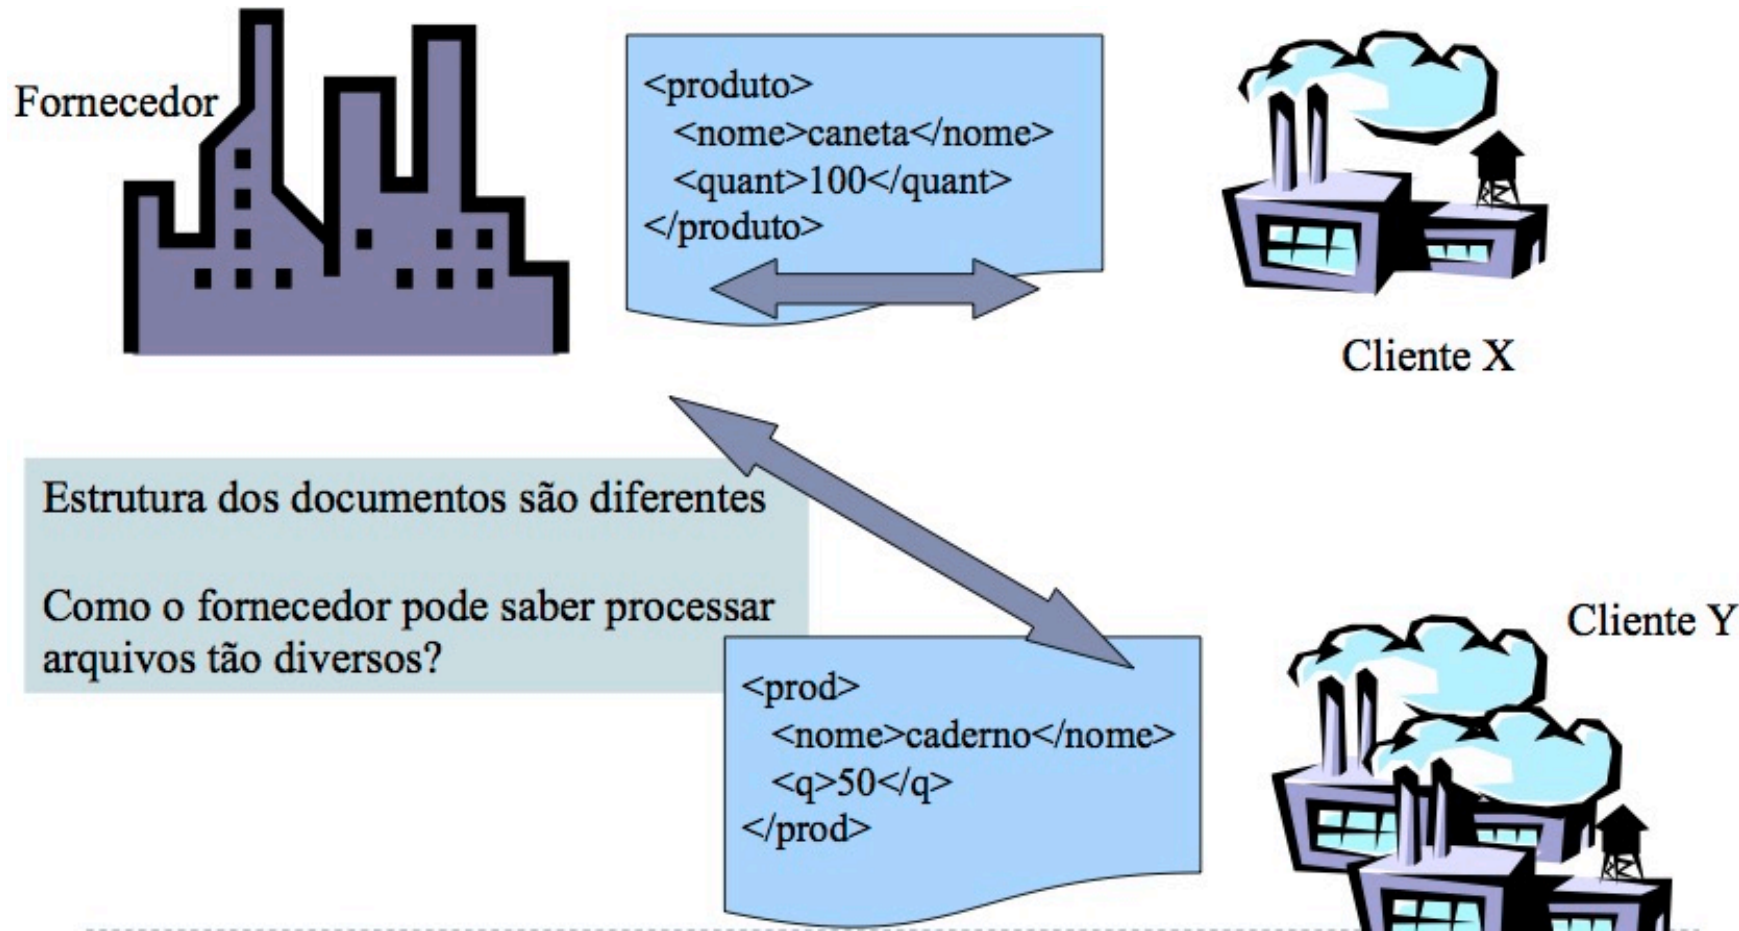 Fornecedor
<produto>
<nome>caneta</nome>
<quant>100</quant>
</produto>
Cliente X
Estrutura dos documentos são diferentes
Como o fornecedor pode saber processar
arquivos tão diversos?
Cliente Y
<prod>
<nome>caderno</nome>
<q>50</q>
</prod>